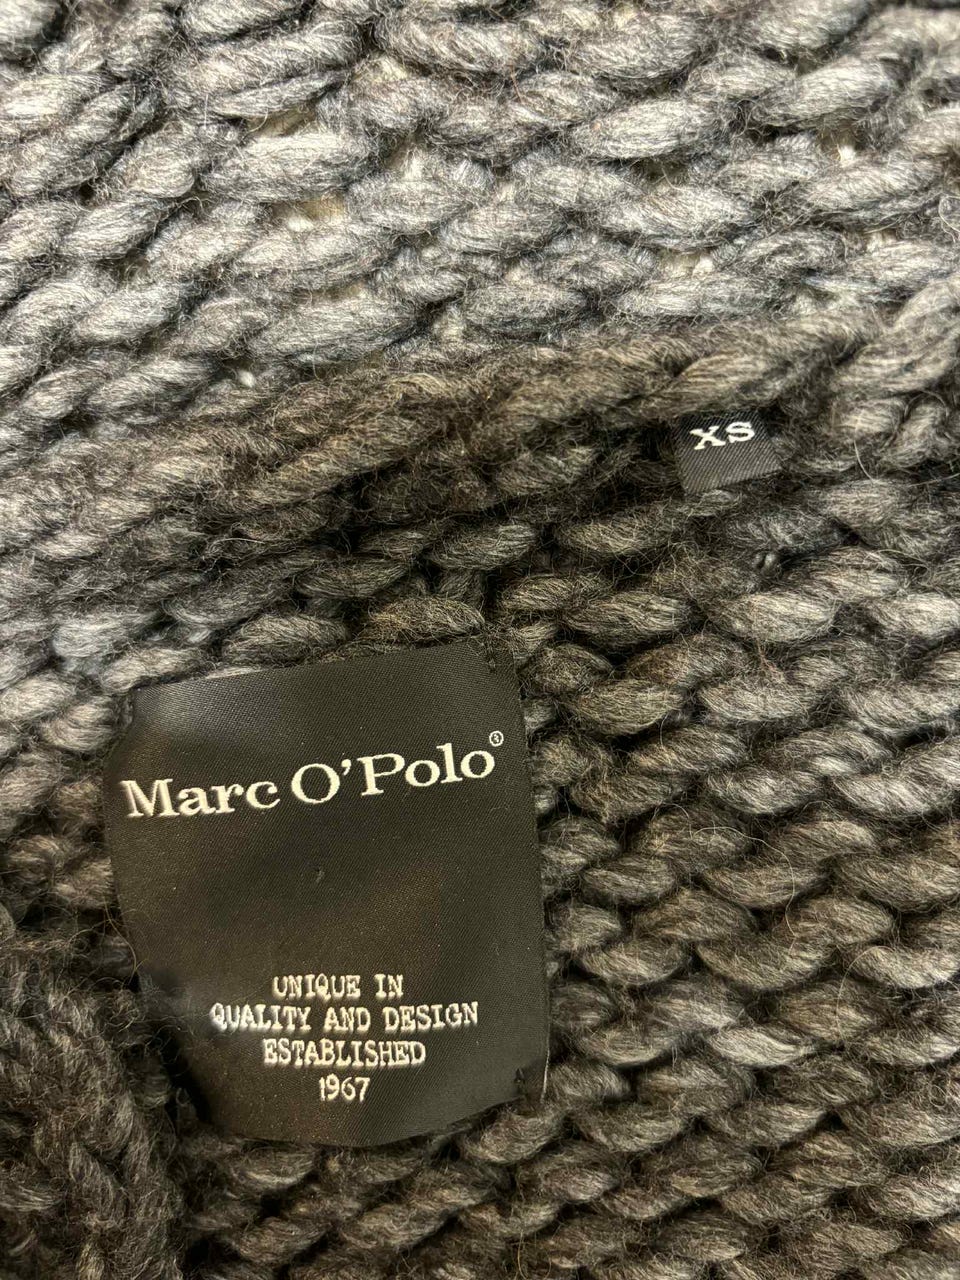 XS
Marc O'Polo®
UNIQUE IN
QUALITY AND DESIGN
ESTABLISHED
1967